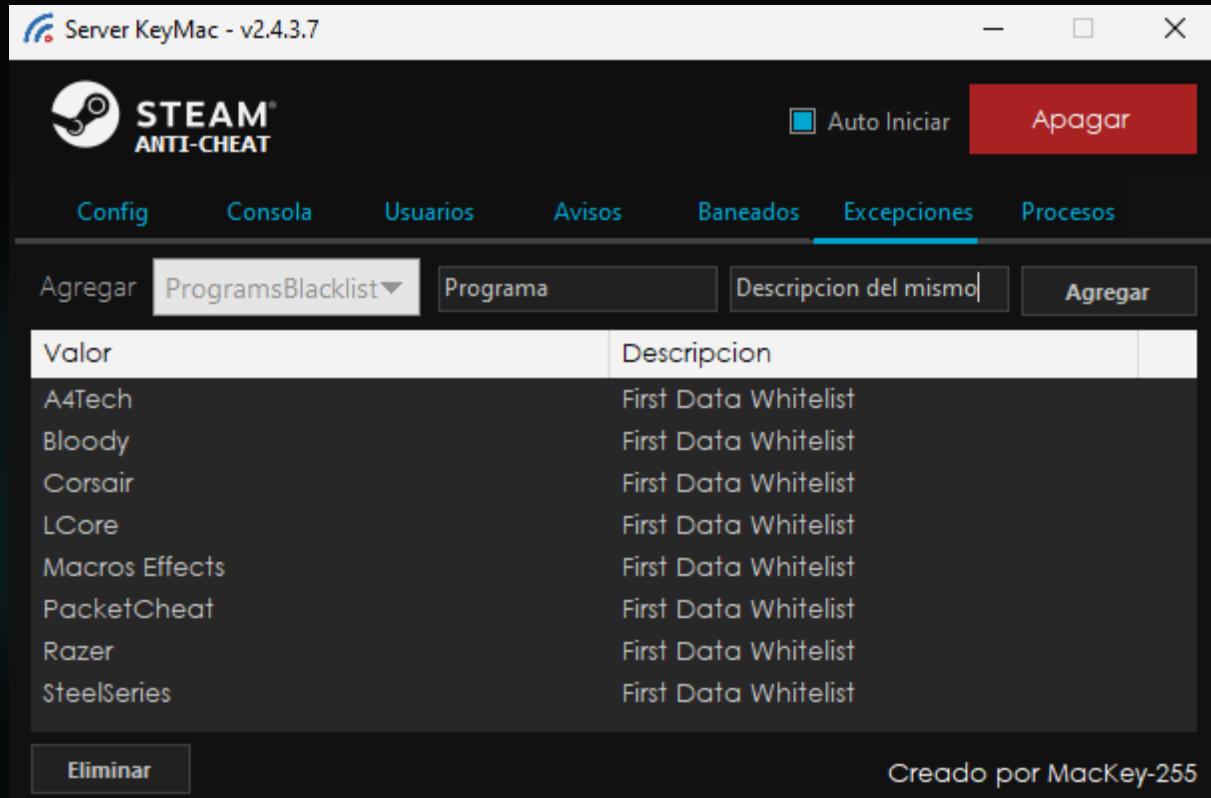 Server KeyMac - v2.4.3.7
STEAM®
ANTI-CHEAT
Auto Iniciar
Apagar
Config Consola Usuarios Avisos Baneados Excepciones Procesos
Agregar ProgramsBlacklist Programa Descripcion del mismo Agregar
Valor Descripcion
A4Tech First Data Whitelist
Bloody First Data Whitelist
Corsair First Data Whitelist
LCore First Data Whitelist
Macros Effects First Data Whitelist
PacketCheat First Data Whitelist
Razer First Data Whitelist
SteelSeries First Data Whitelist
Eliminar Creado por MacKey-255